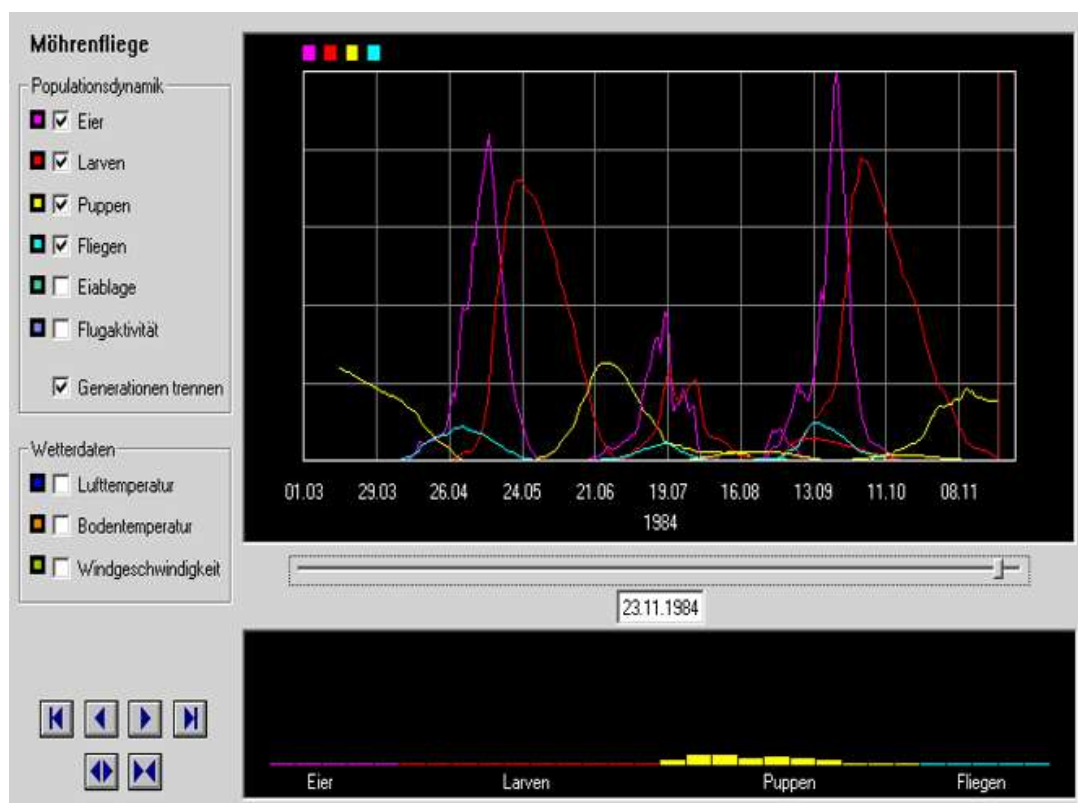 Möhrenfliege
Populationsdynamik
Eier
Larven
Puppen
Fliegen
Eiablage
Flugaktivität
Generationen trennen
Wetterdaten
Lufttemperatur
Bodentemperatur
Windgeschwindigkeit
01.03 29.03 26.04 24.05 21.06 19.07 16.08 13.09 11.10 08.11
1984
23.11.1984
Eier Larven Puppen Fliegen